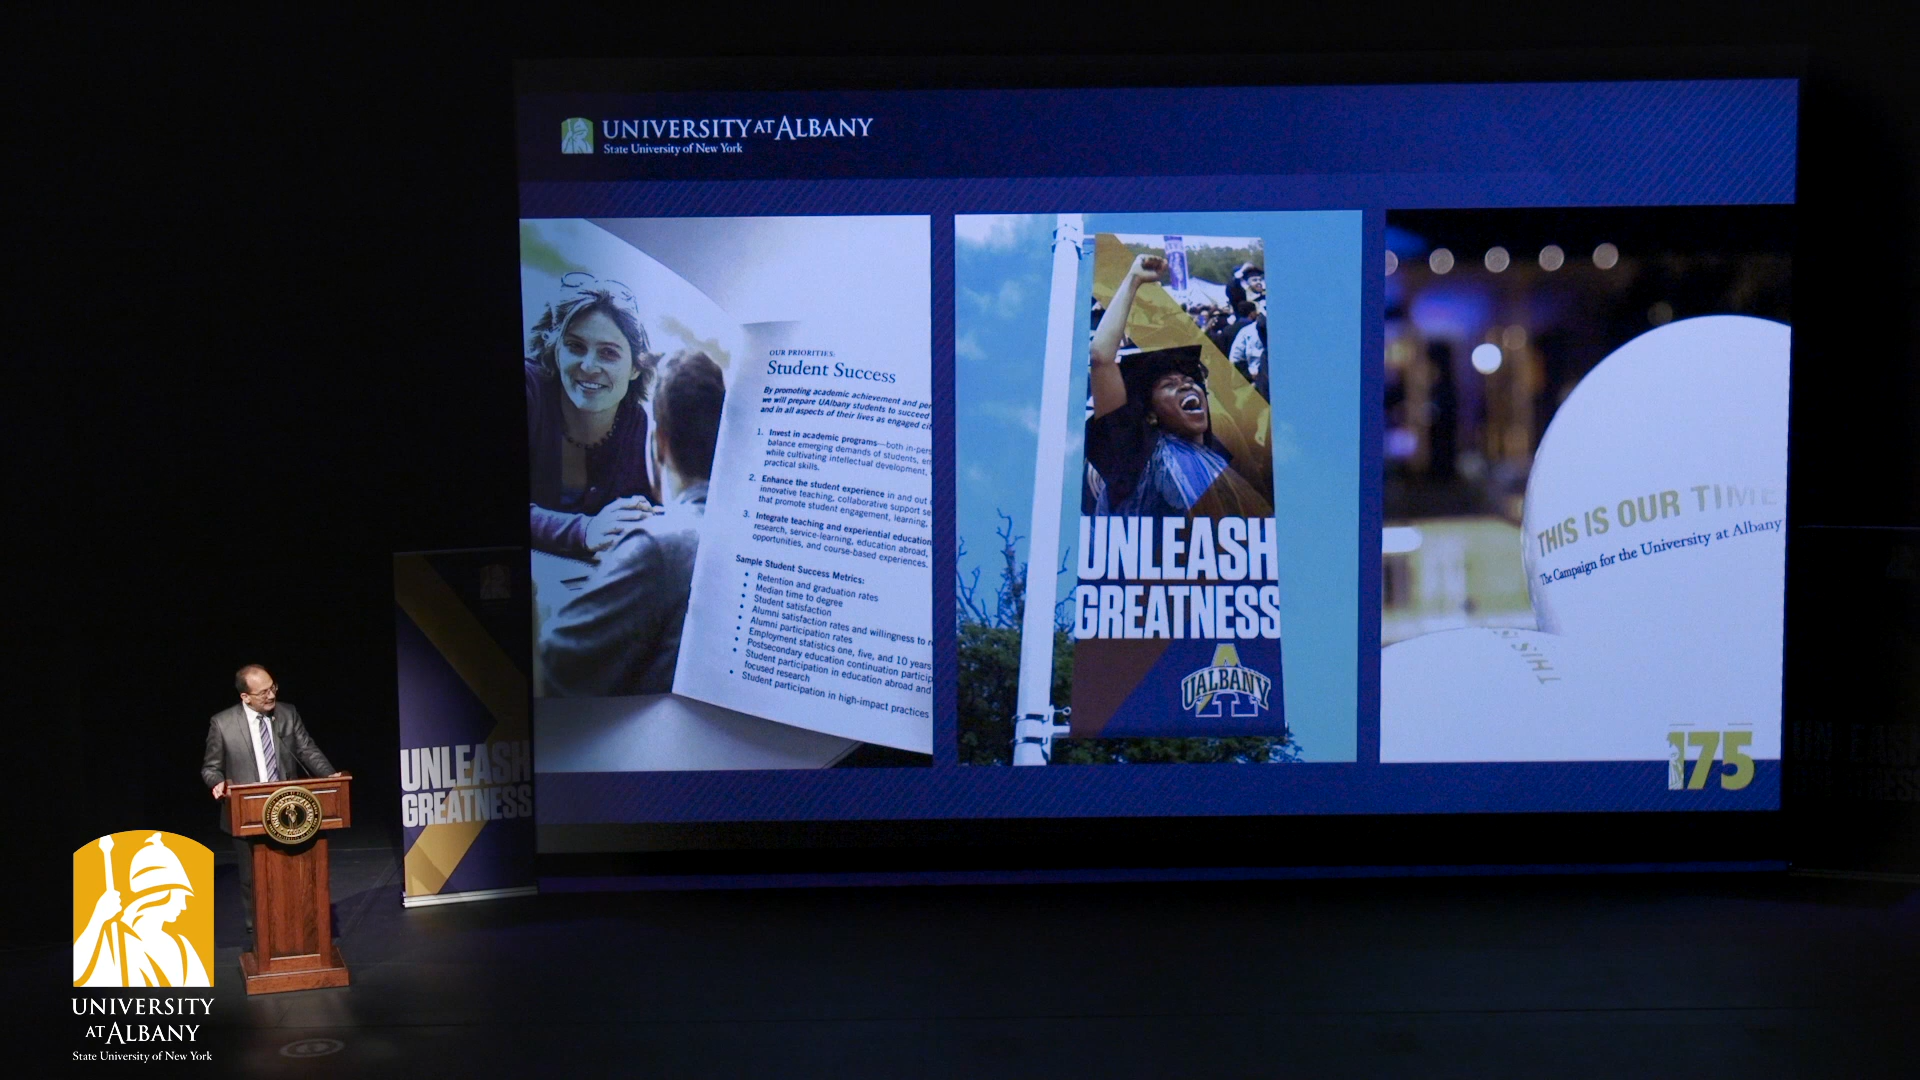 UNIVERSITY AT ALBANY
State University of New York
OUR PRIORITIES:
Student Success
By promoting academic achievement and per
we will prepare UAlbany students to succeed
and in all aspects of their lives as engaged cit
1. Invest in academic programs—both in-pers
balance emerging demands of students, em
while cultivating intellectual development,
practical skills.
2. Enhance the student experience in and out
innovative teaching, collaborative support se
that promote student engagement, learning,
3. Integrate teaching and experiential education
research, service-learning, education abroad,
opportunities, and course-based experiences.
Sample Student Success Metrics:
• Retention and graduation rates
• Median time to degree
• Student satisfaction
• Alumni satisfaction rates and willingness to
• Alumni participation rates
• Employment statistics one, five, and 10 years
• Postsecondary education continuation particip
• Student participation in education abroad and
focused research
• Student participation in high-impact practices
UNLEASH
GREATNESS
UALBANY
THIS IS OUR TIME
The Campaign for the University at Albany
THIS
175
UNLEASH
GREATNESS
UNIVERSITY
AT ALBANY
State University of New York